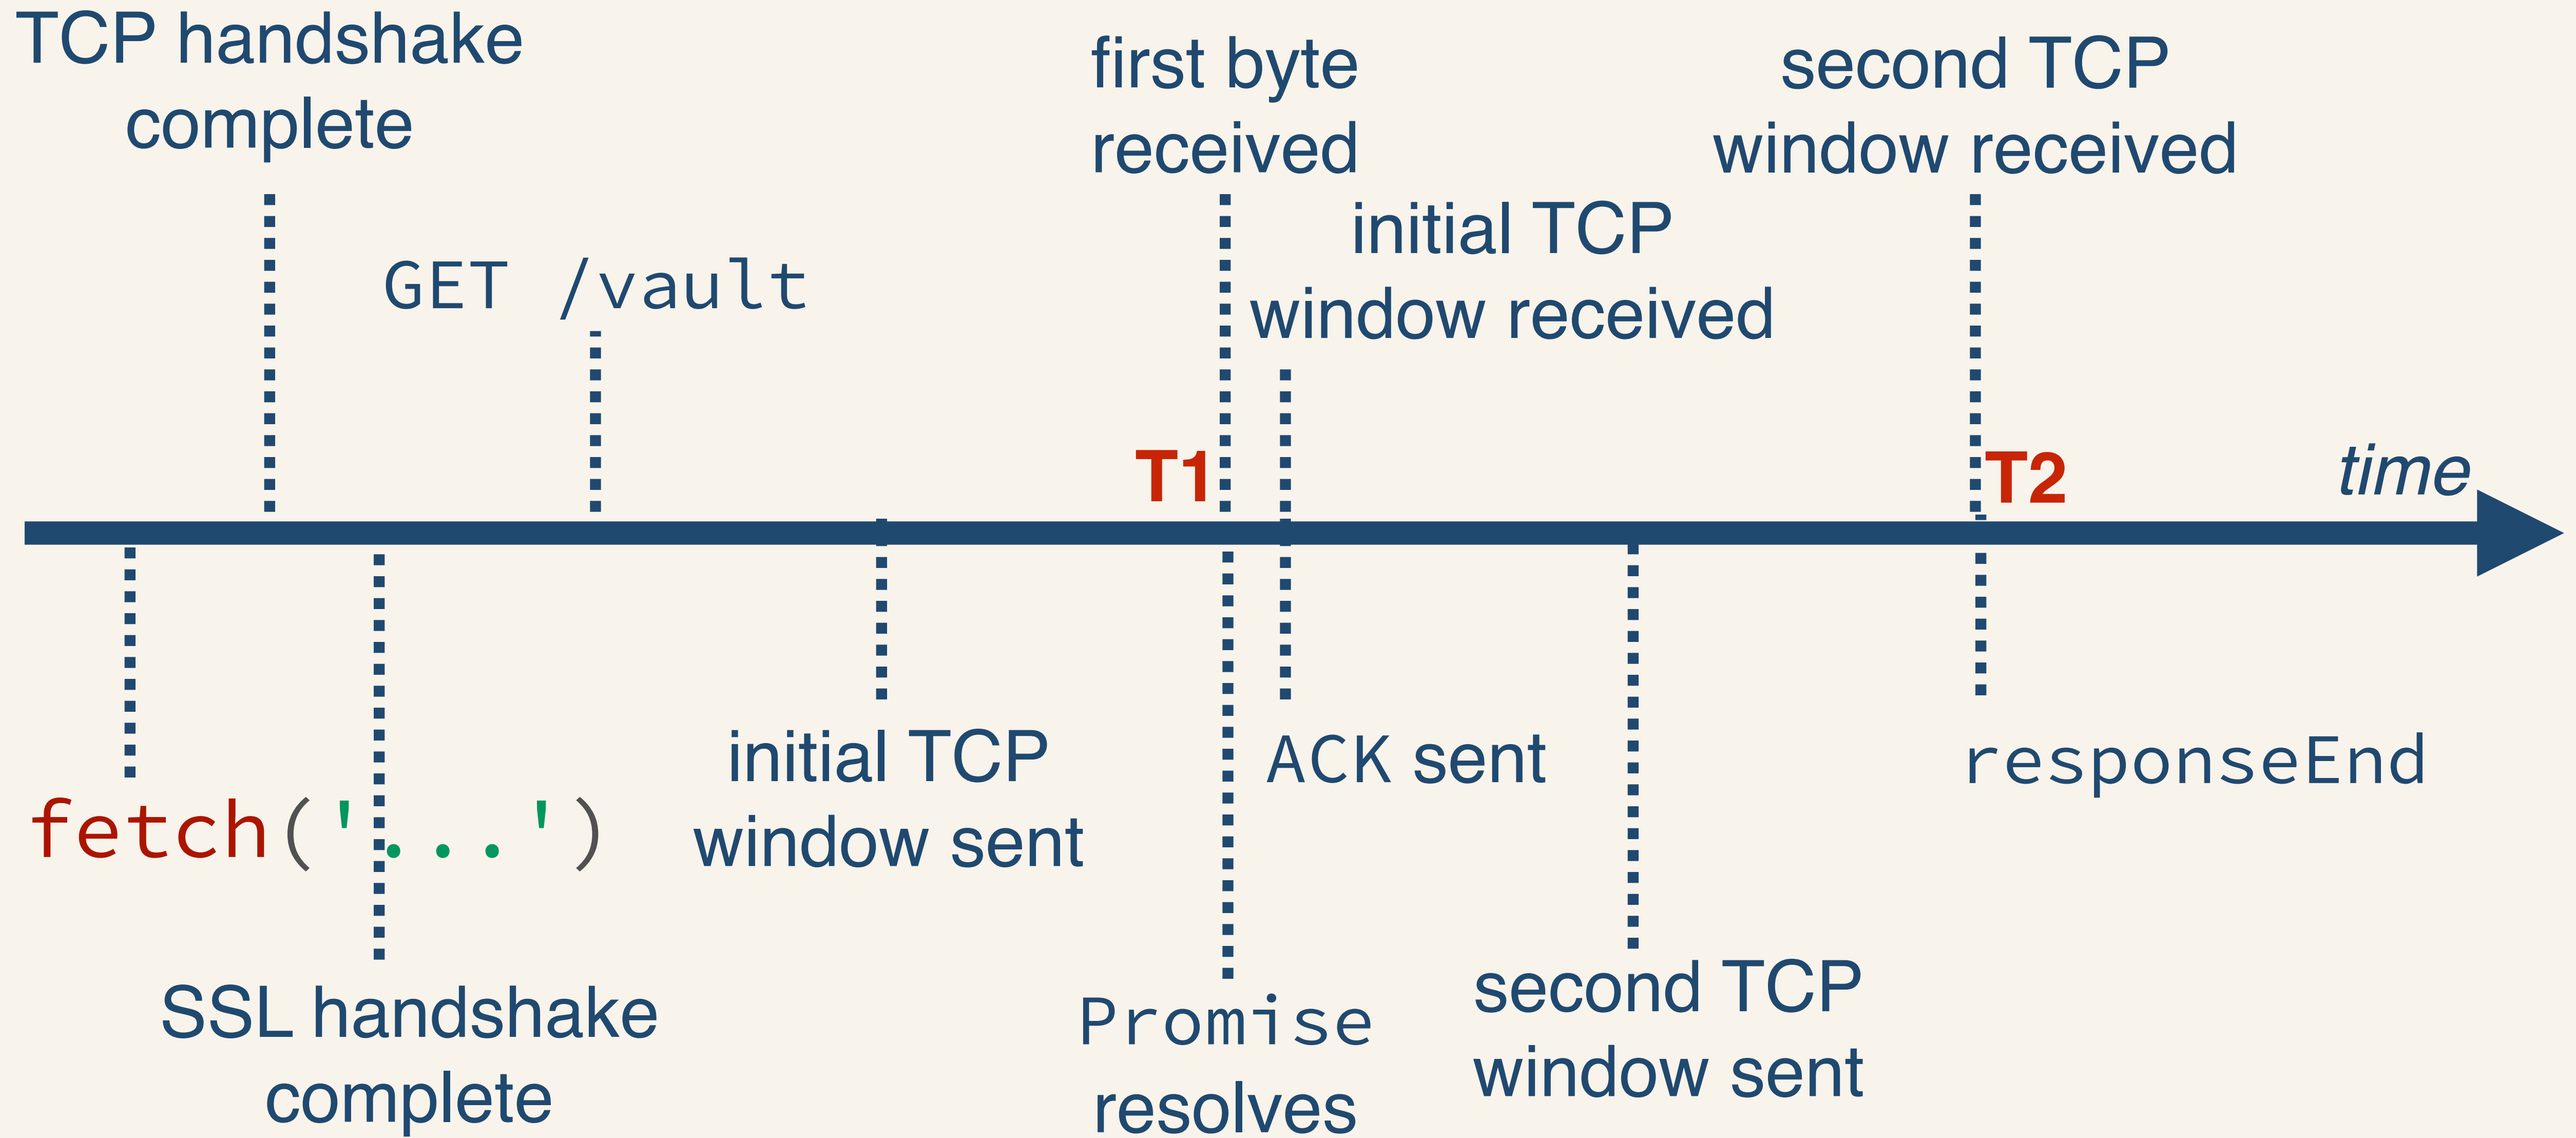 TCP handshake
complete
first byte
received
second TCP
window received
initial TCP
window received
GET /vault
T1
T2
time
fetch('...')
initial TCP
window sent
ACK sent
responseEnd
SSL handshake
complete
Promise
resolves
second TCP
window sent